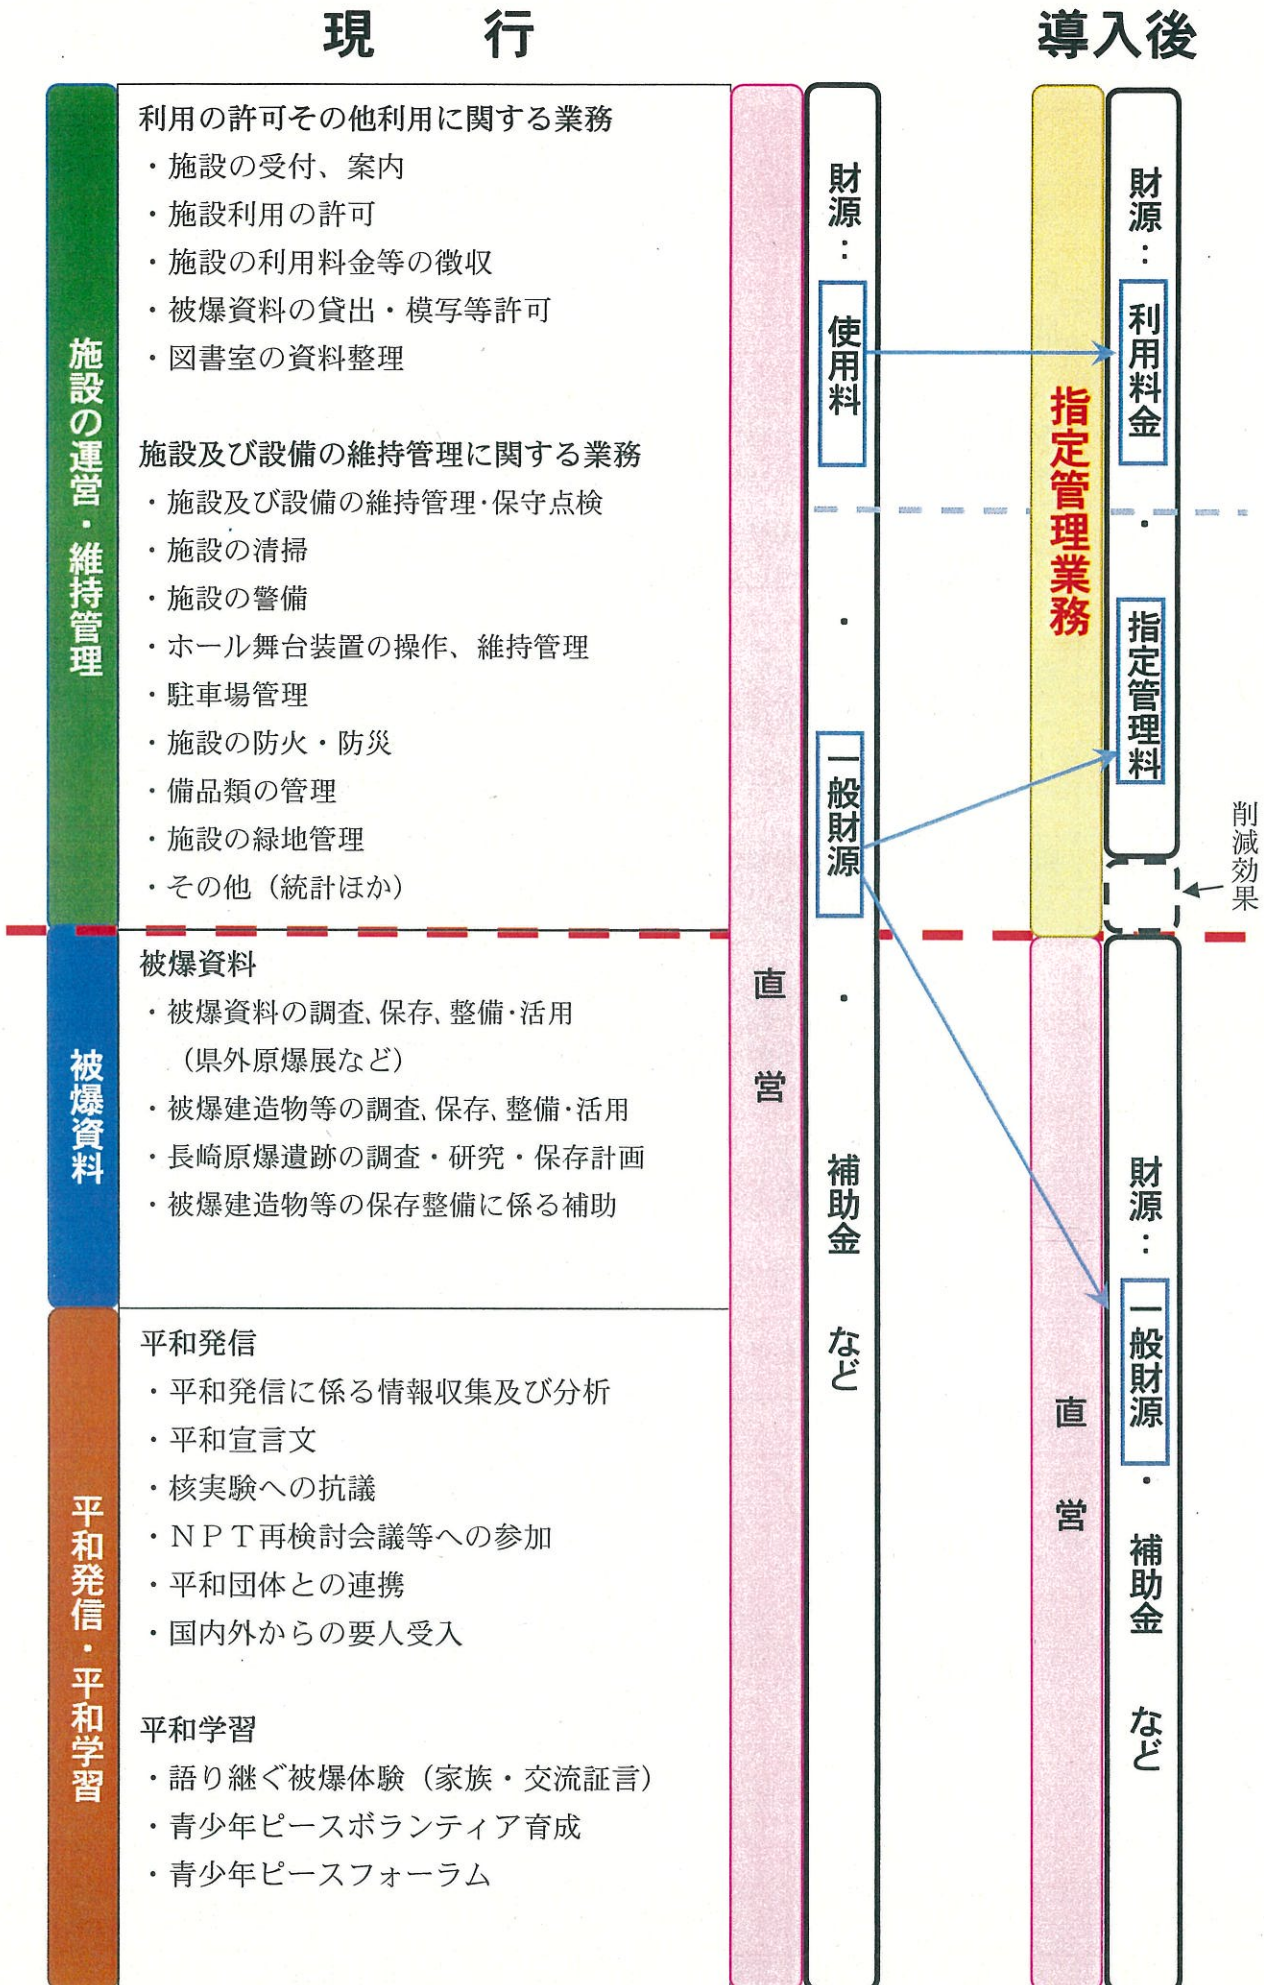 現　　行
導入後
施設の運営・維持管理
利用の許可その他利用に関する業務
・施設の受付、案内
・施設利用の許可
・施設の利用料金等の徴収
・被爆資料の貸出・模写等許可
・図書室の資料整理
施設及び設備の維持管理に関する業務
・施設及び設備の維持管理・保守点検
・施設の清掃
・施設の警備
・ホール舞台装置の操作、維持管理
・駐車場管理
・施設の防火・防災
・備品類の管理
・施設の緑地管理
・その他（統計ほか）
被爆資料
被爆資料
・被爆資料の調査、保存、整備・活用
（県外原爆展など）
・被爆建造物等の調査、保存、整備・活用
・長崎原爆遺跡の調査・研究・保存計画
・被爆建造物等の保存整備に係る補助
平和発信・平和学習
平和発信
・平和発信に係る情報収集及び分析
・平和宣言文
・核実験への抗議
・ＮＰＴ再検討会議等への参加
・平和団体との連携
・国内外からの要人受入
平和学習
・語り継ぐ被爆体験（家族・交流証言）
・青少年ピースボランティア育成
・青少年ピースフォーラム
直営
財源：使用料・一般財源・補助金　など
指定管理業務
財源：利用料金・指定管理料
削減効果
直営
財源：一般財源・補助金　など